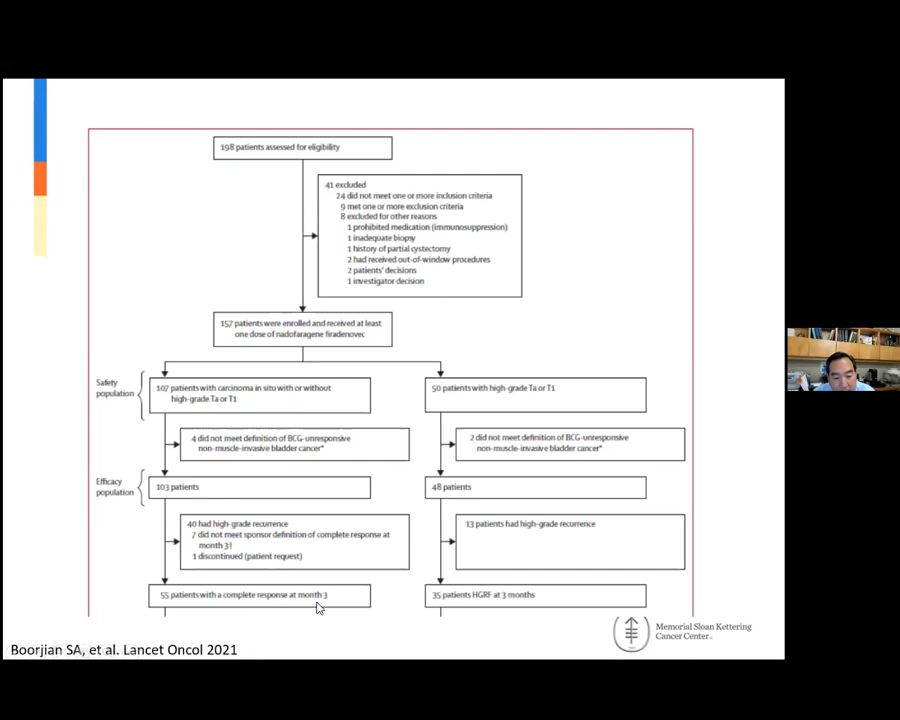 198 patients assessed for eligibility
41 excluded
24 did not meet one or more inclusion criteria
9 met one or more exclusion criteria
8 excluded for other reasons
1 prohibited medication (immunosuppression)
1 inadequate biopsy
1 history of partial cystectomy
2 had received out-of-window procedures
2 patients' decisions
1 investigator decision
157 patients were enrolled and received at least
one dose of nadofaragene firadenovec
Safety
population
107 patients with carcinoma in situ with or without
high-grade Ta or T1
50 patients with high-grade Ta or T1
4 did not meet definition of BCG-unresponsive
non-muscle-invasive bladder cancer*
2 did not meet definition of BCG-unresponsive
non-muscle-invasive bladder cancer*
Efficacy
population
103 patients
48 patients
40 had high-grade recurrence
7 did not meet sponsor definition of complete response at
month 3†
1 discontinued (patient request)
13 patients had high-grade recurrence
55 patients with a complete response at month 3
35 patients HGRF at 3 months
Memorial Sloan Kettering
Cancer Center
Boorjian SA, et al. Lancet Oncol 2021